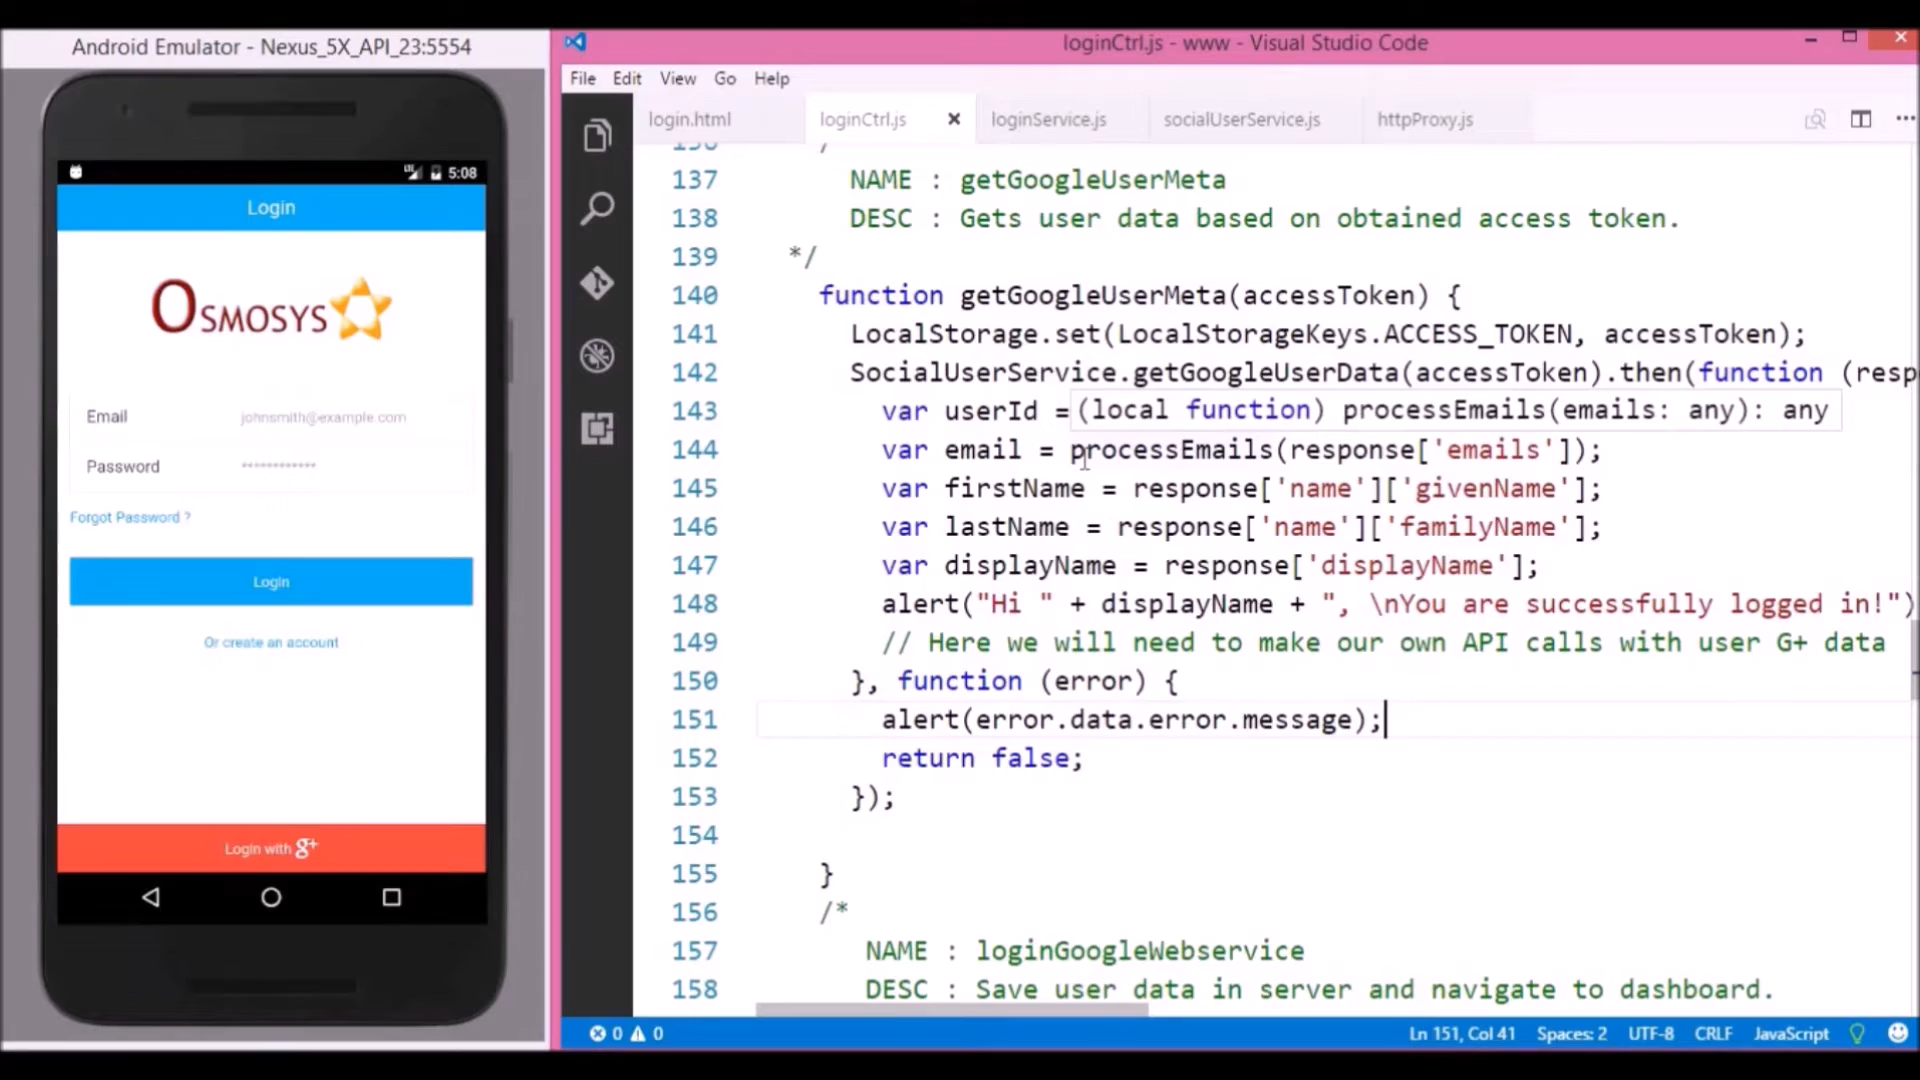 Android Emulator - Nexus_5X_API_23:5554
5:08
Login
OSMOSYS
Email johnsmith@example.com
Password ************
Forgot Password ?
Login
Or create an account
Login with g+
loginCtrl.js - www - Visual Studio Code
File Edit View Go Help
login.html loginCtrl.js loginService.js socialUserService.js httpProxy.js
137 NAME : getGoogleUserMeta
138 DESC : Gets user data based on obtained access token.
139 */
140 function getGoogleUserMeta(accessToken) {
141 LocalStorage.set(LocalStorageKeys.ACCESS_TOKEN, accessToken);
142 SocialUserService.getGoogleUserData(accessToken).then(function (resp
143 var userId = (local function) processEmails(emails: any): any
144 var email = processEmails(response['emails']);
145 var firstName = response['name']['givenName'];
146 var lastName = response['name']['familyName'];
147 var displayName = response['displayName'];
148 alert("Hi " + displayName + ", \nYou are successfully logged in!")
149 // Here we will need to make our own API calls with user G+ data
150 }, function (error) {
151 alert(error.data.error.message);
152 return false;
153 });
154
155 }
156 /*
157 NAME : loginGoogleWebservice
158 DESC : Save user data in server and navigate to dashboard.
0 0 Ln 151, Col 41 Spaces: 2 UTF-8 CRLF JavaScript